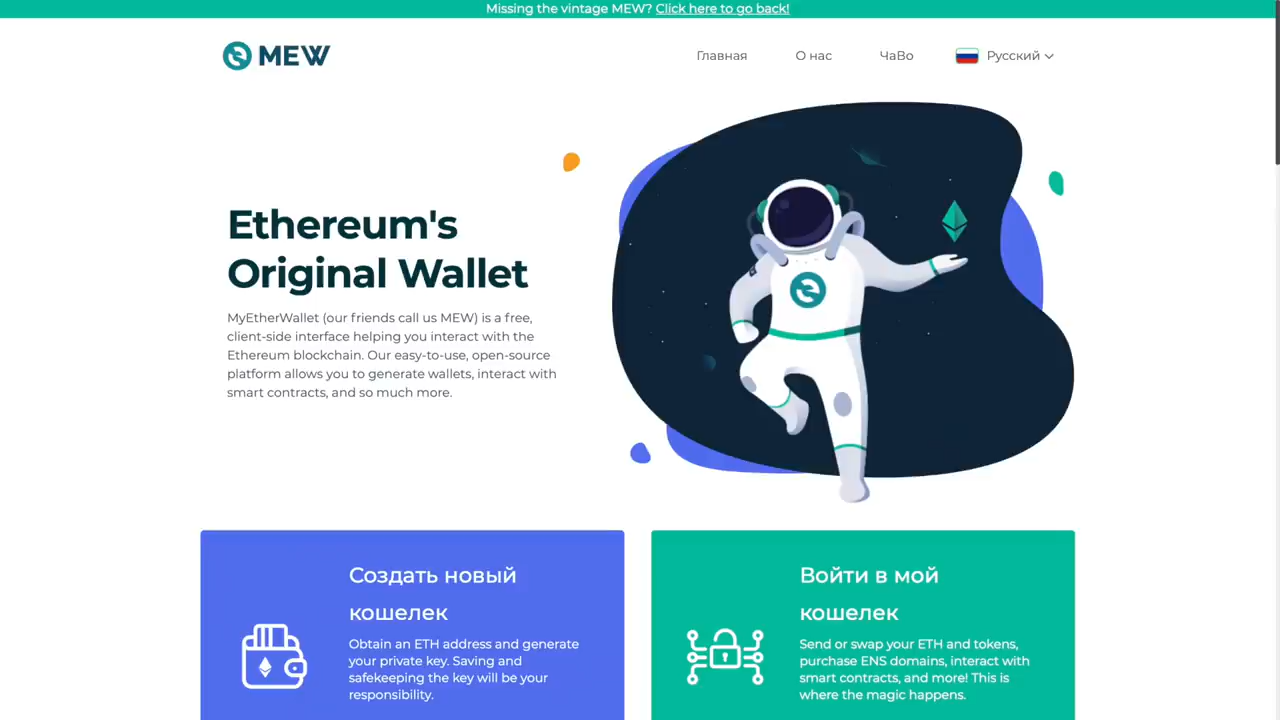 Missing the vintage MEW? Click here to go back!
MEW
Главная
О нас
ЧаВо
Русский
Ethereum's
Original Wallet
MyEtherWallet (our friends call us MEW) is a free,
client-side interface helping you interact with the
Ethereum blockchain. Our easy-to-use, open-source
platform allows you to generate wallets, interact with
smart contracts, and so much more.
Создать новый
кошелек
Obtain an ETH address and generate
your private key. Saving and
safekeeping the key will be your
responsibility.
Войти в мой
кошелек
Send or swap your ETH and tokens,
purchase ENS domains, interact with
smart contracts, and more! This is
where the magic happens.